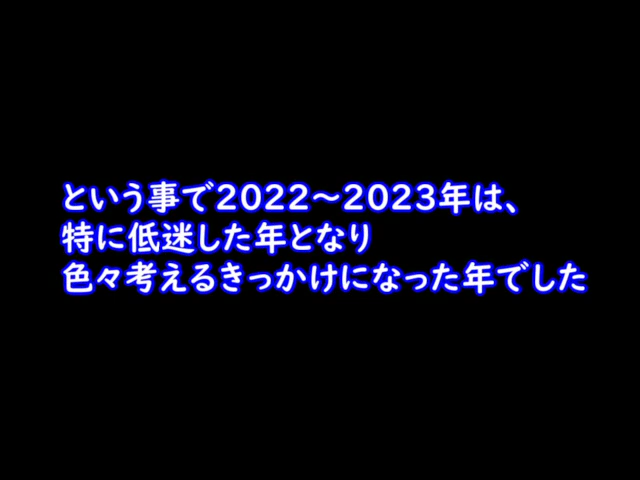 という事で2022～2023年は、
特に低迷した年となり
色々考えるきっかけになった年でした